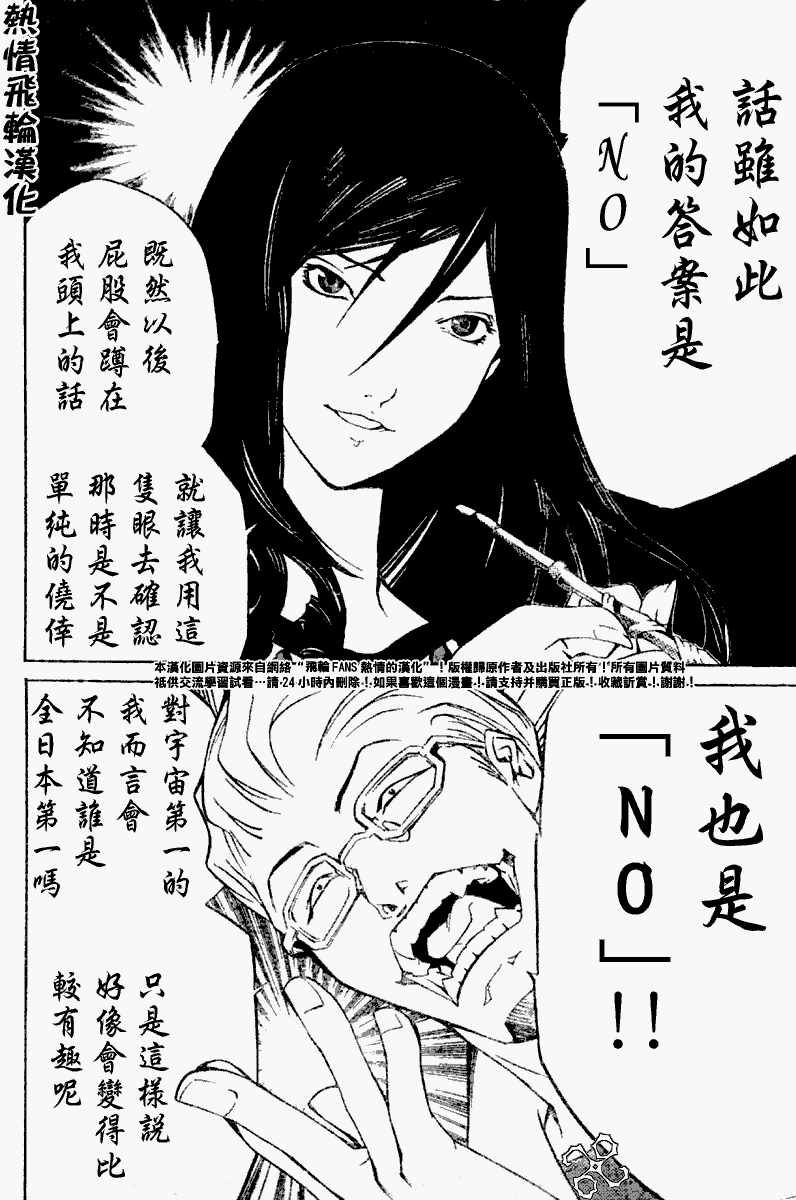 熱情飛輪漢化
話雖如此
我的答案是
「NO」
既然以後
屁股會蹲在
我頭上的話
就讓我用這
隻眼去確認
那時是不是
單純的僥倖
本漢化圖片資源來自網絡“飛輪FANS熱情的漢化”！版權歸原作者及出版社所有！所有圖片質料
祗供交流學習試看…請24小時內刪除！如果喜歡這個漫畫！請支持并購買正版！收藏訢賞！謝謝！
我也是
「NO」!!
對宇宙第一的
我而言會
不知道誰是
全日本第一嗎
只是這樣說
好像會變得比
較有趣呢